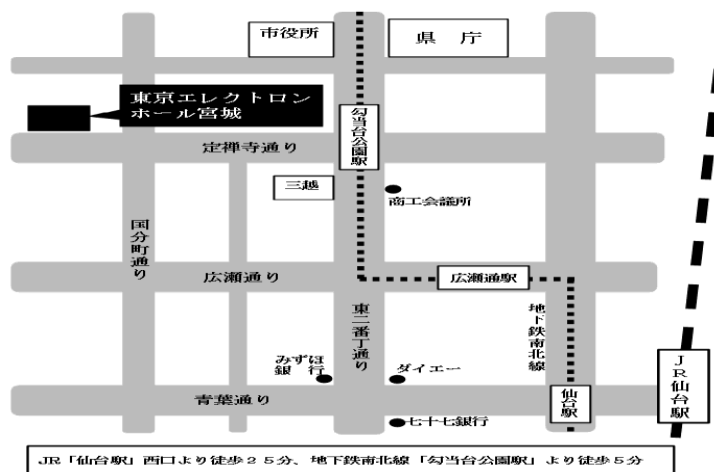 市役所
県 庁
東京エレクトロン
ホール宮城
勾当台公園駅
定禅寺通り
三越
商工会議所
国分町通り
広瀬通り
広瀬通駅
東二番丁通り
地下鉄南北線
みずほ
銀行
ダイエー
JR仙台駅
青葉通り
仙台駅
七十七銀行
JR「仙台駅」西口より徒歩25分、地下鉄南北線「勾当台公園駅」より徒歩5分